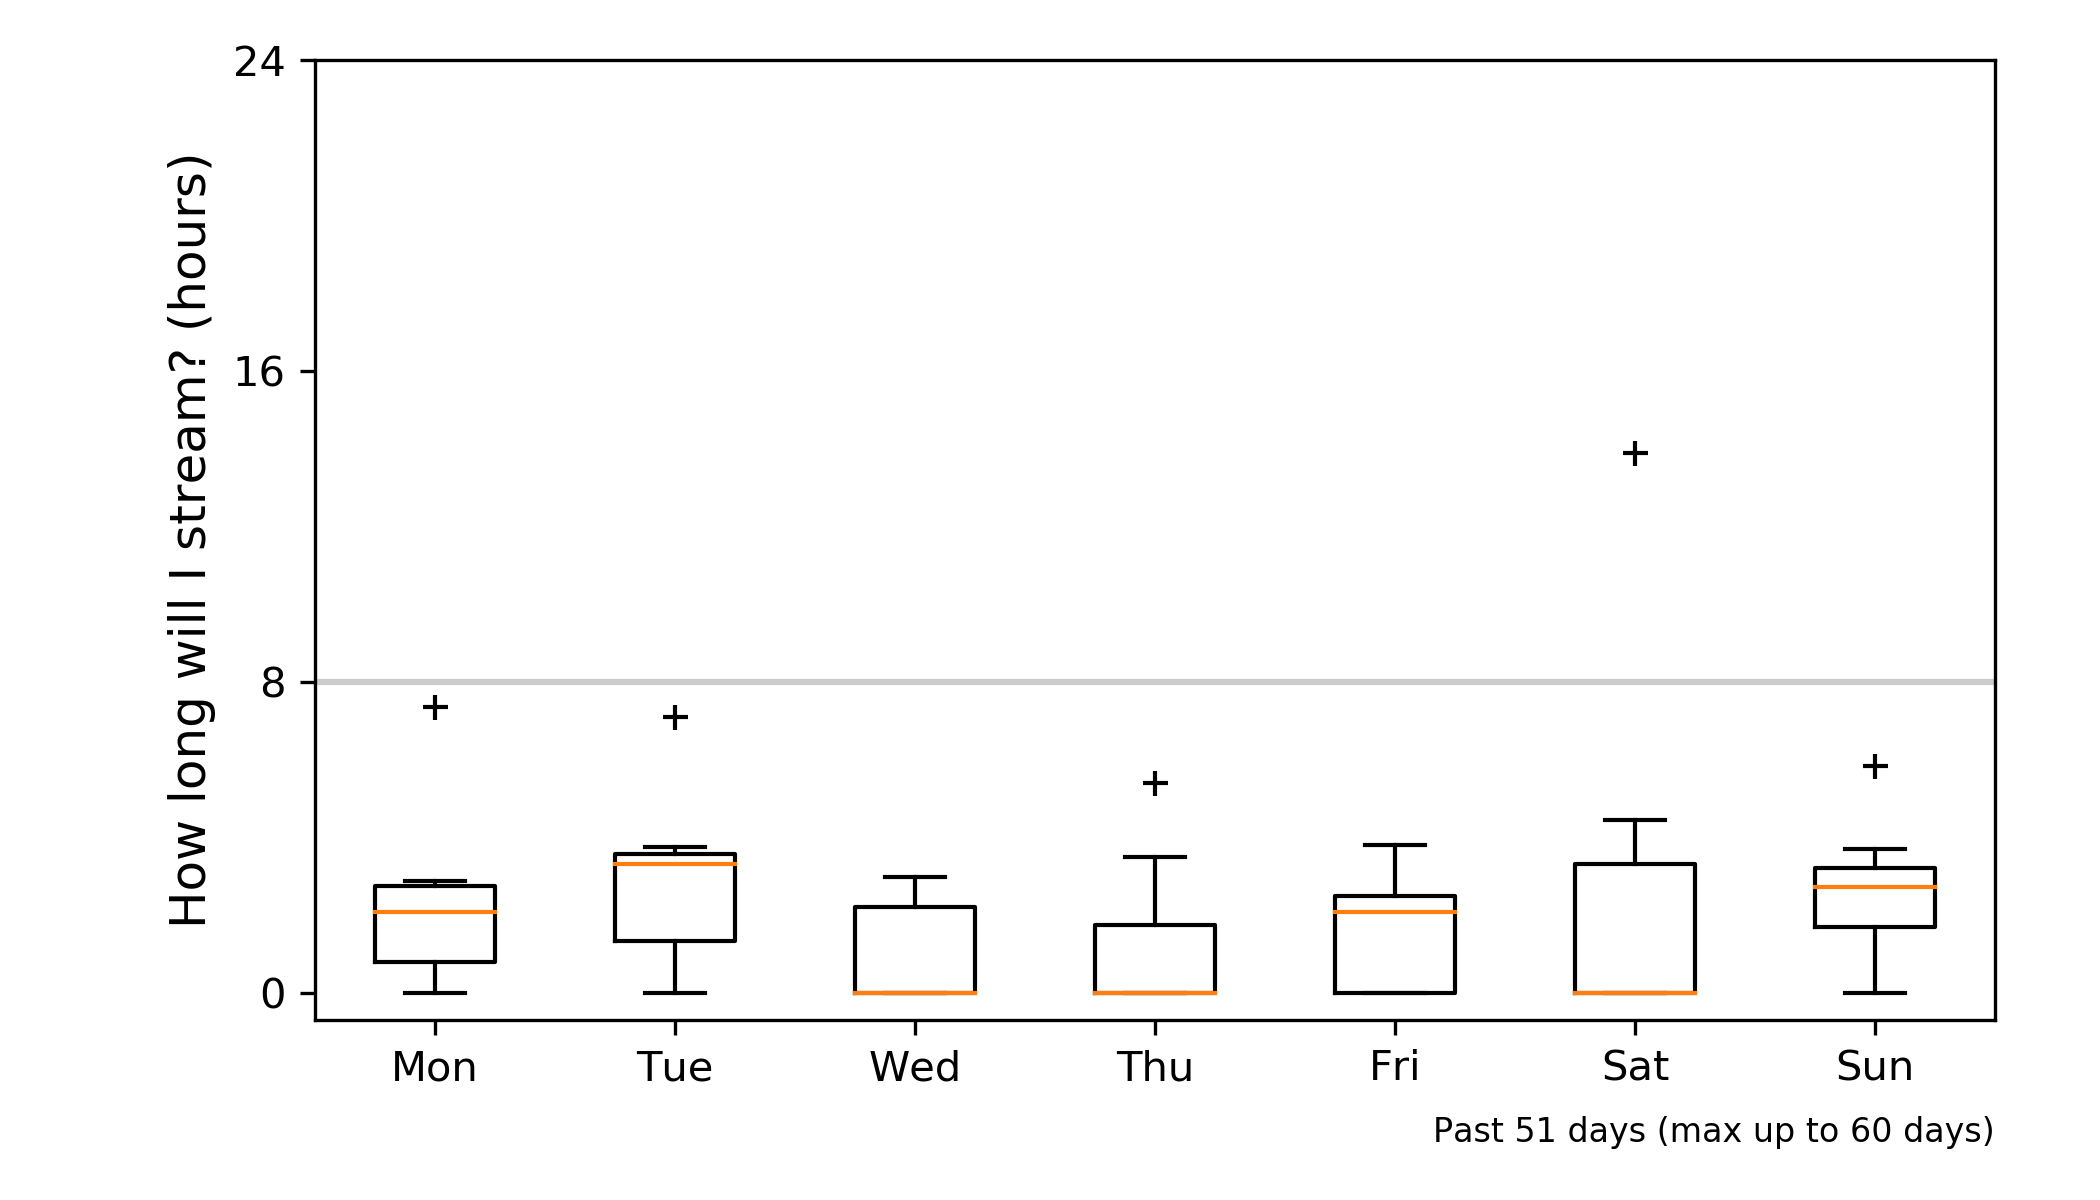 How long will I stream? (hours)
24
16
8
0
Mon Tue Wed Thu Fri Sat Sun
Past 51 days (max up to 60 days)